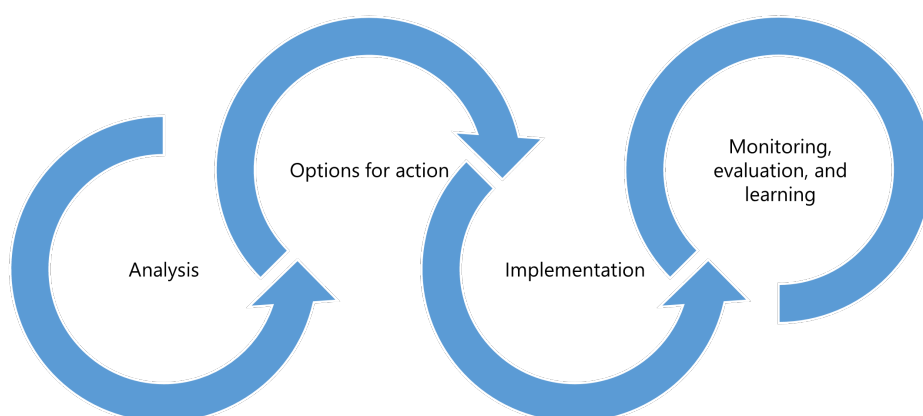 Analysis
Options for action
Implementation
Monitoring,
evaluation, and
learning